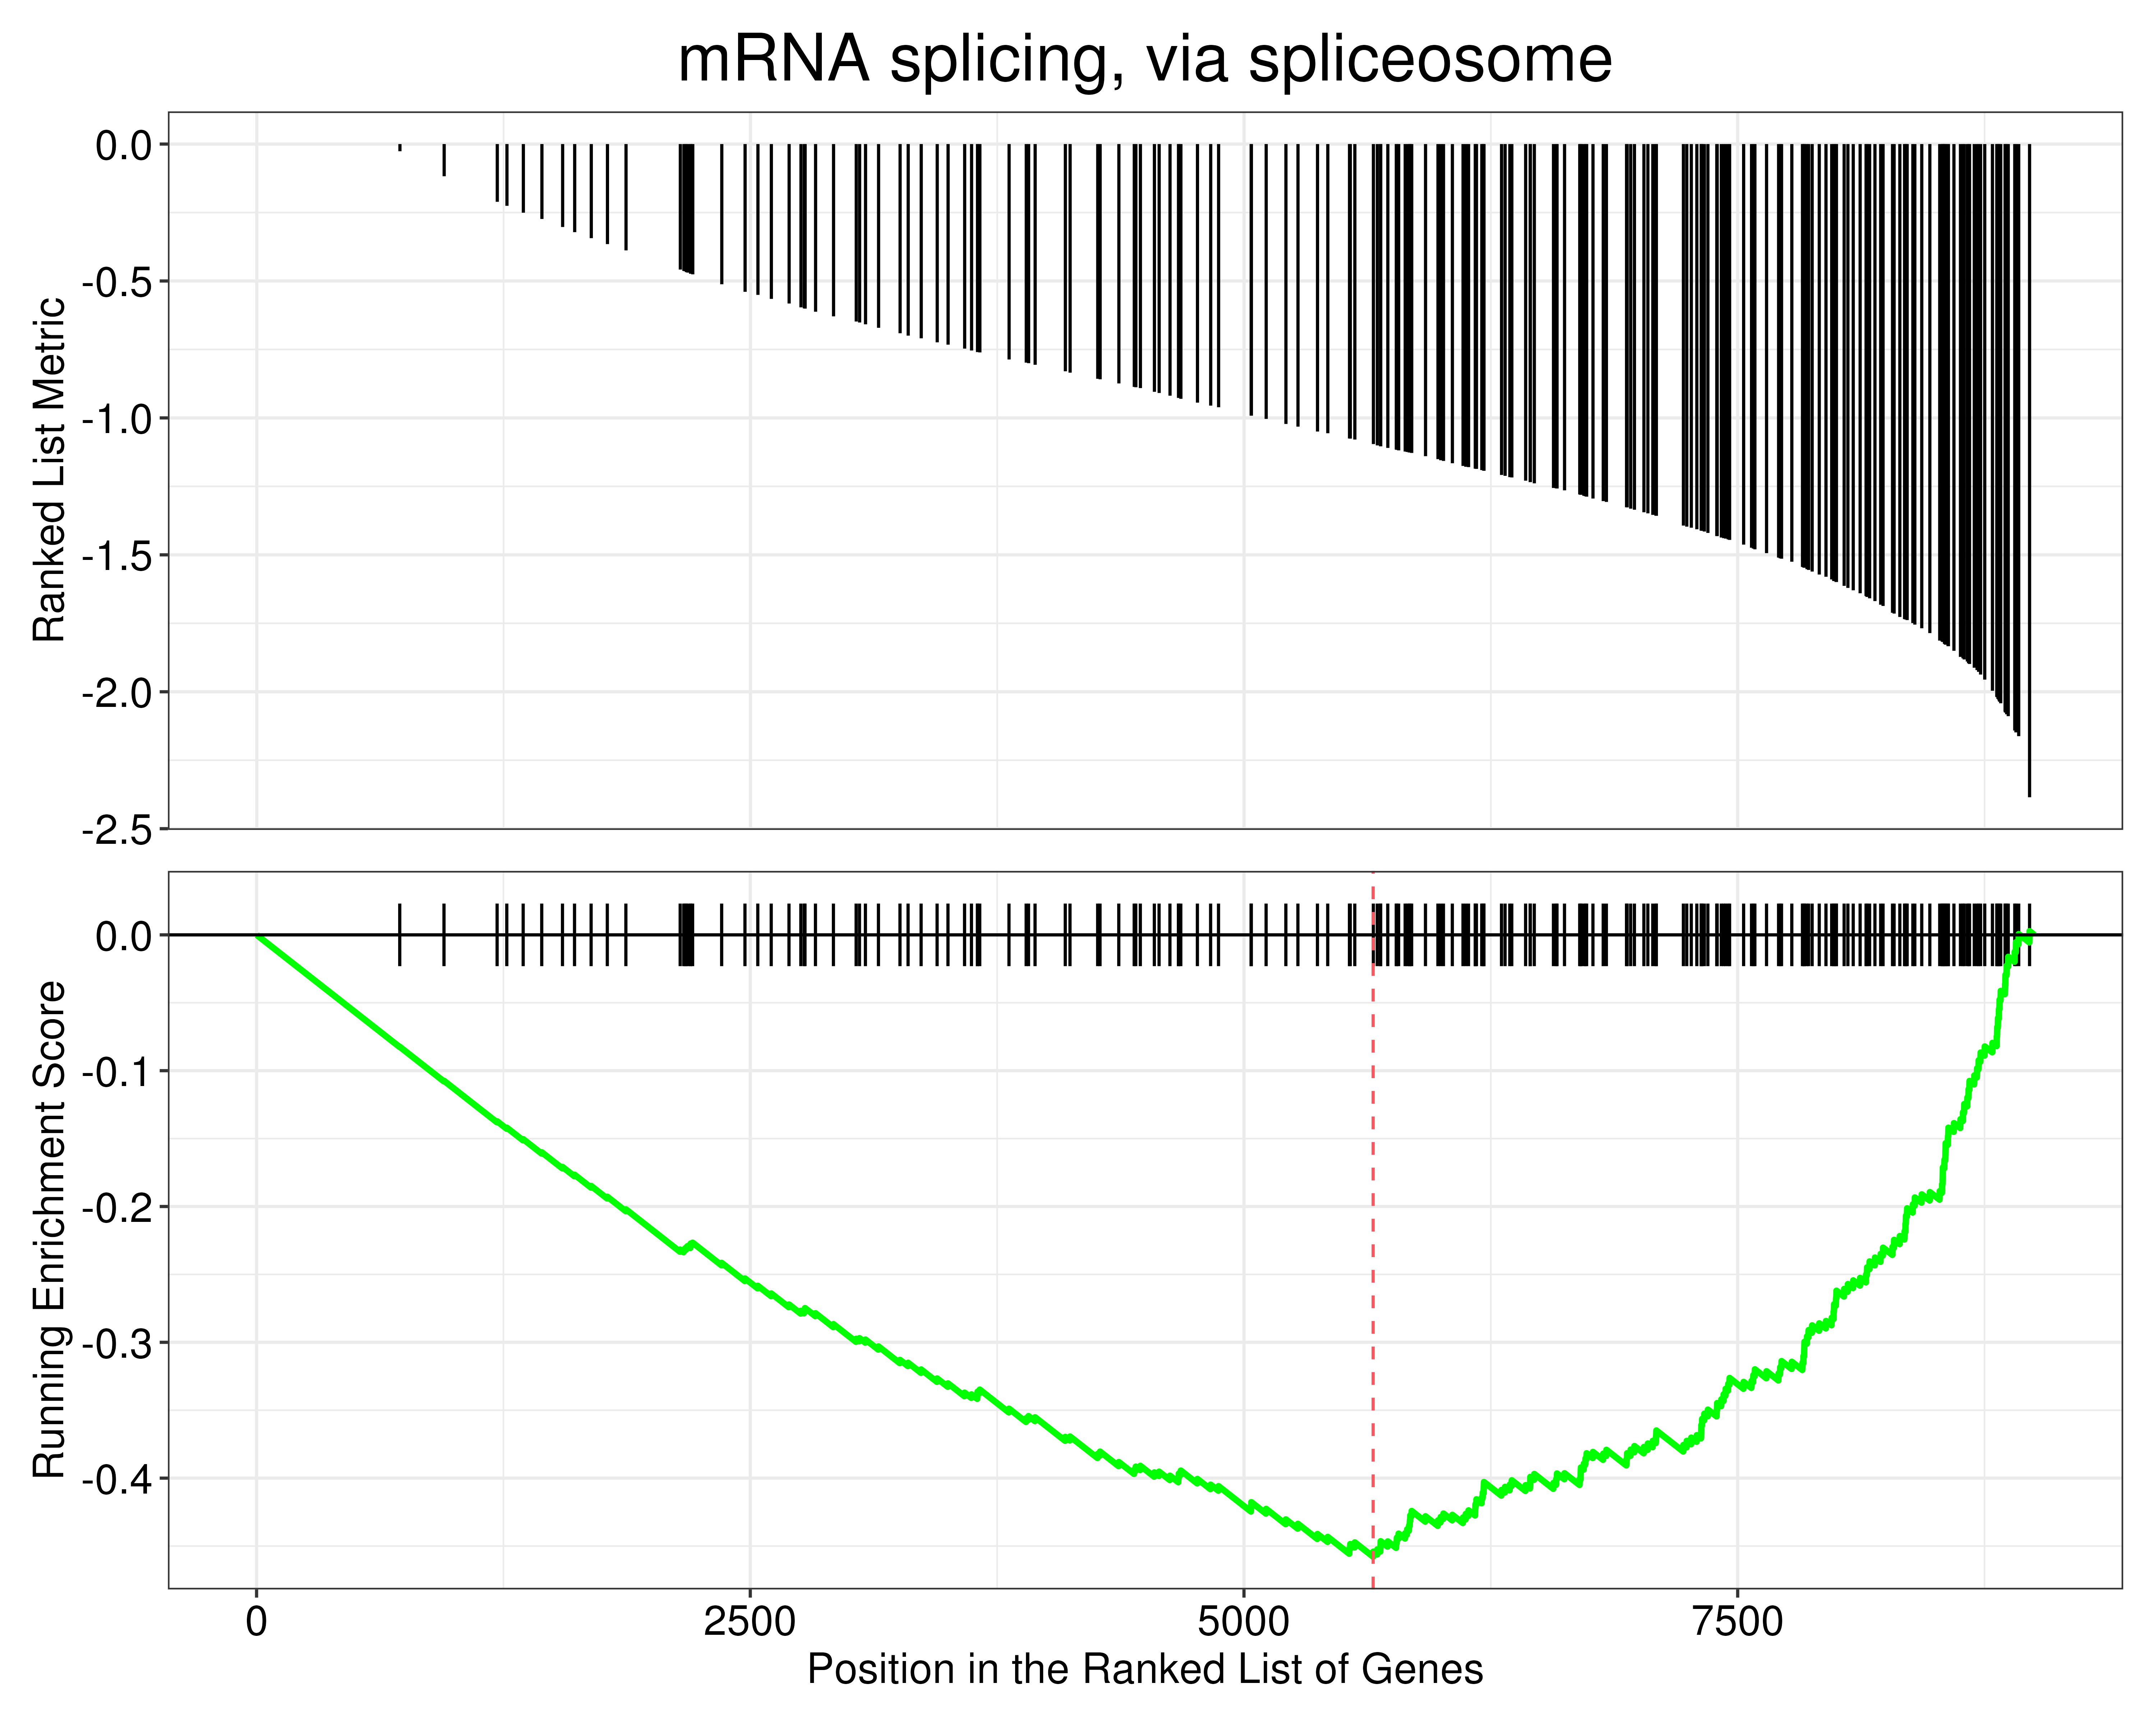 mRNA splicing, via spliceosome
Ranked List Metric
0.0
-0.5
-1.0
-1.5
-2.0
-2.5
Running Enrichment Score
0.0
-0.1
-0.2
-0.3
-0.4
0 2500 5000 7500
Position in the Ranked List of Genes